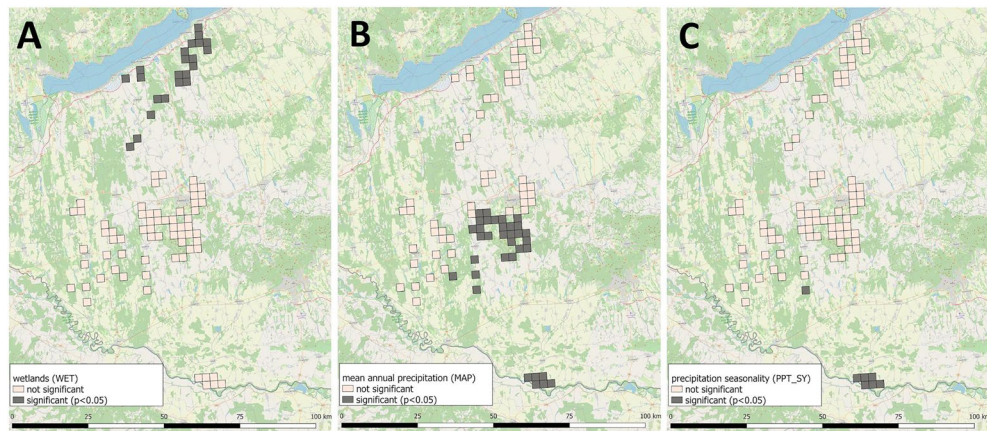 A
B
C
wetlands (WET)
not significant
significant (p<0.05)
mean annual precipitation (MAP)
not significant
significant (p<0.05)
precipitation seasonality (PPT_SY)
not significant
significant (p<0.05)
0 25 50 75 100 km
0 25 50 75 100 km
0 25 50 75 100 km